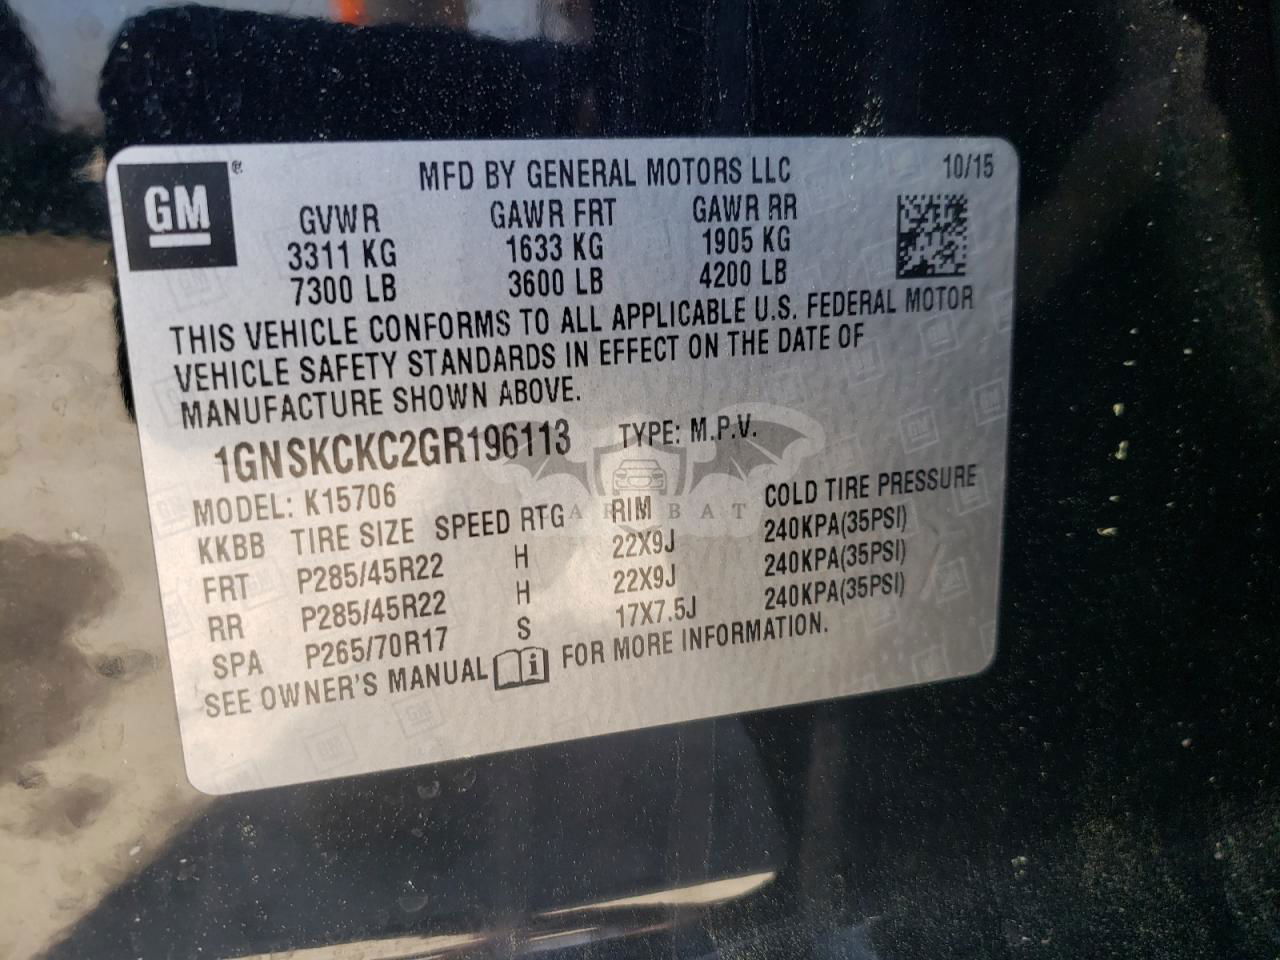 GM ® MFD BY GENERAL MOTORS LLC 10/15
GVWR GAWR FRT GAWR RR
3311 KG 1633 KG 1905 KG
7300 LB 3600 LB 4200 LB
THIS VEHICLE CONFORMS TO ALL APPLICABLE U.S. FEDERAL MOTOR
VEHICLE SAFETY STANDARDS IN EFFECT ON THE DATE OF
MANUFACTURE SHOWN ABOVE.
1GNSKCKC2GR196113 TYPE: M.P.V.
MODEL: K15706
KKBB TIRE SIZE SPEED RTG RIM COLD TIRE PRESSURE
FRT P285/45R22 H 22X9J 240KPA(35PSI)
RR P285/45R22 H 22X9J 240KPA(35PSI)
SPA P265/70R17 S 17X7.5J 240KPA(35PSI)
SEE OWNER'S MANUAL FOR MORE INFORMATION.